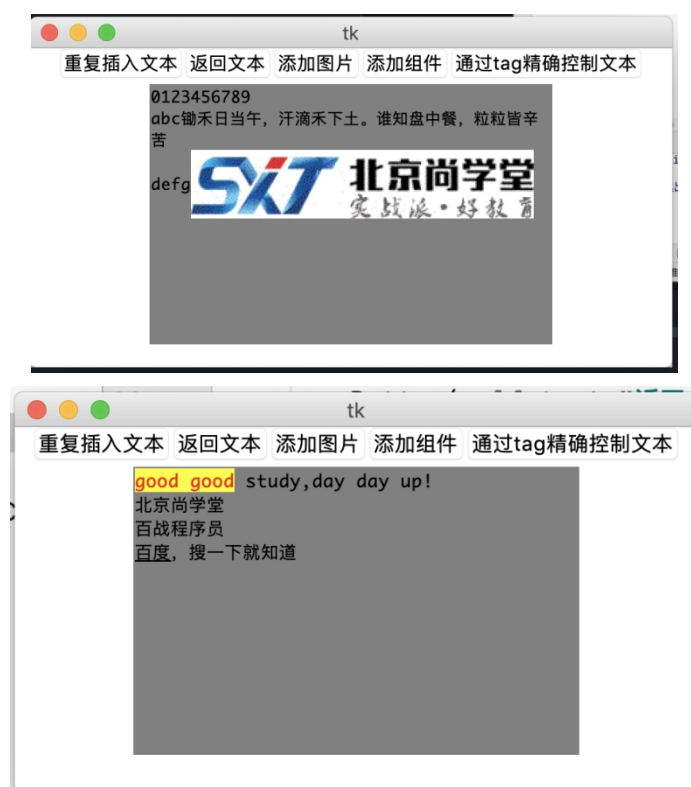 tk
重复插入文本 返回文本 添加图片 添加组件 通过tag精确控制文本
0123456789
abc锄禾日当午，汗滴禾下土。谁知盘中餐，粒粒皆辛
苦
defg SXT 北京尚学堂
实战派·好教育
tk
重复插入文本 返回文本 添加图片 添加组件 通过tag精确控制文本
good good study,day day up!
北京尚学堂
百战程序员
百度，搜一下就知道